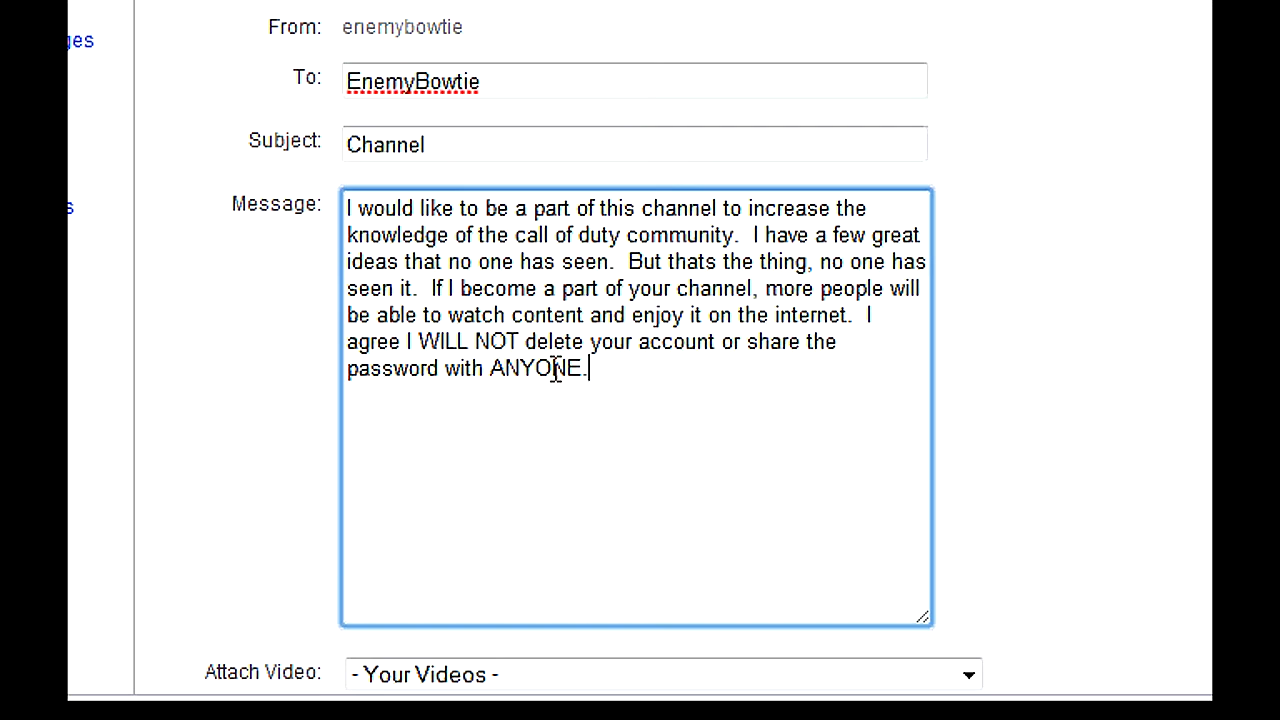 From: enemybowtie
ges
To: EnemyBowtie
Subject: Channel
s
Message: I would like to be a part of this channel to increase the
knowledge of the call of duty community.  I have a few great
ideas that no one has seen.  But thats the thing, no one has
seen it.  If I become a part of your channel, more people will
be able to watch content and enjoy it on the internet.  I
agree I WILL NOT delete your account or share the
password with ANYONE.
Attach Video: - Your Videos -